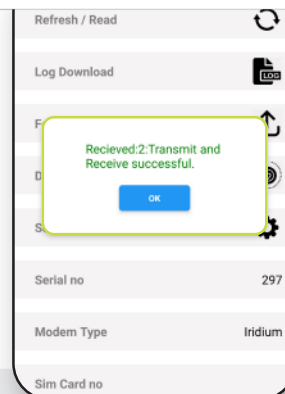 Refresh / Read
Log Download
LOG
F
Recieved:2:Transmit and
Receive successful.
D
OK
S
Serial no 297
Modem Type Iridium
Sim Card no